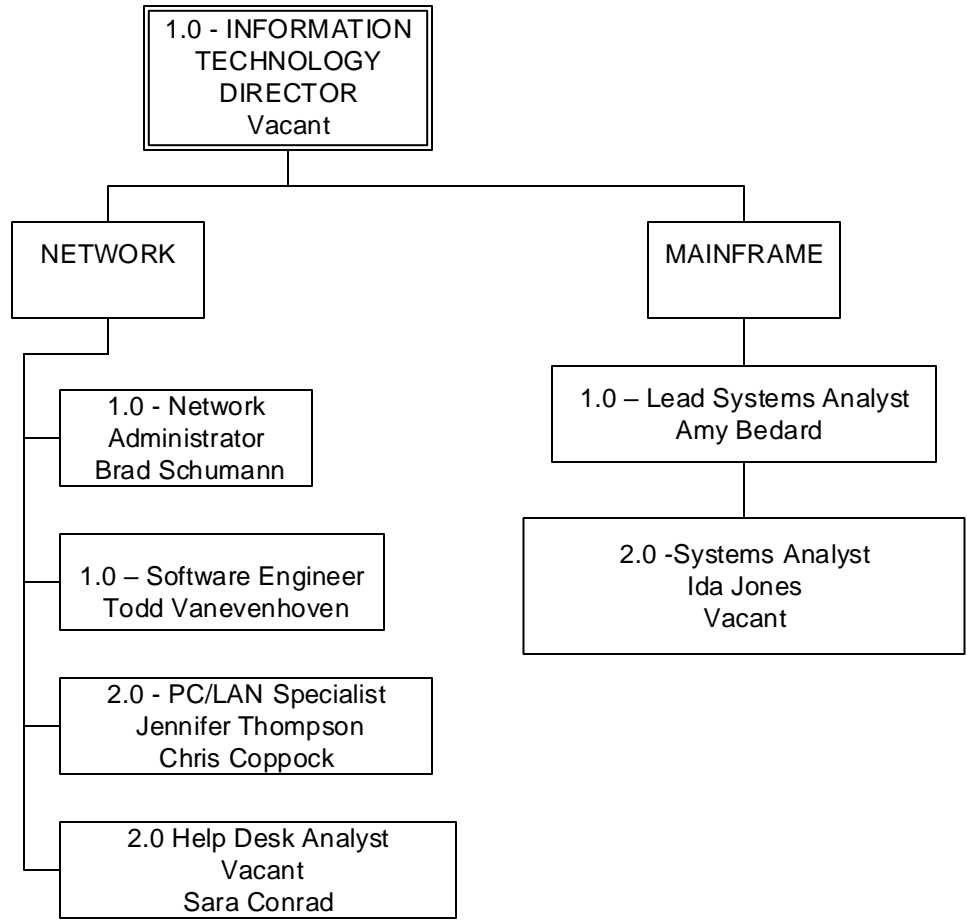 1.0 - INFORMATION
TECHNOLOGY
DIRECTOR
Vacant
NETWORK
MAINFRAME
1.0 - Network
Administrator
Brad Schumann
1.0 – Software Engineer
Todd Vanevenhoven
2.0 - PC/LAN Specialist
Jennifer Thompson
Chris Coppock
2.0 Help Desk Analyst
Vacant
Sara Conrad
1.0 – Lead Systems Analyst
Amy Bedard
2.0 -Systems Analyst
Ida Jones
Vacant